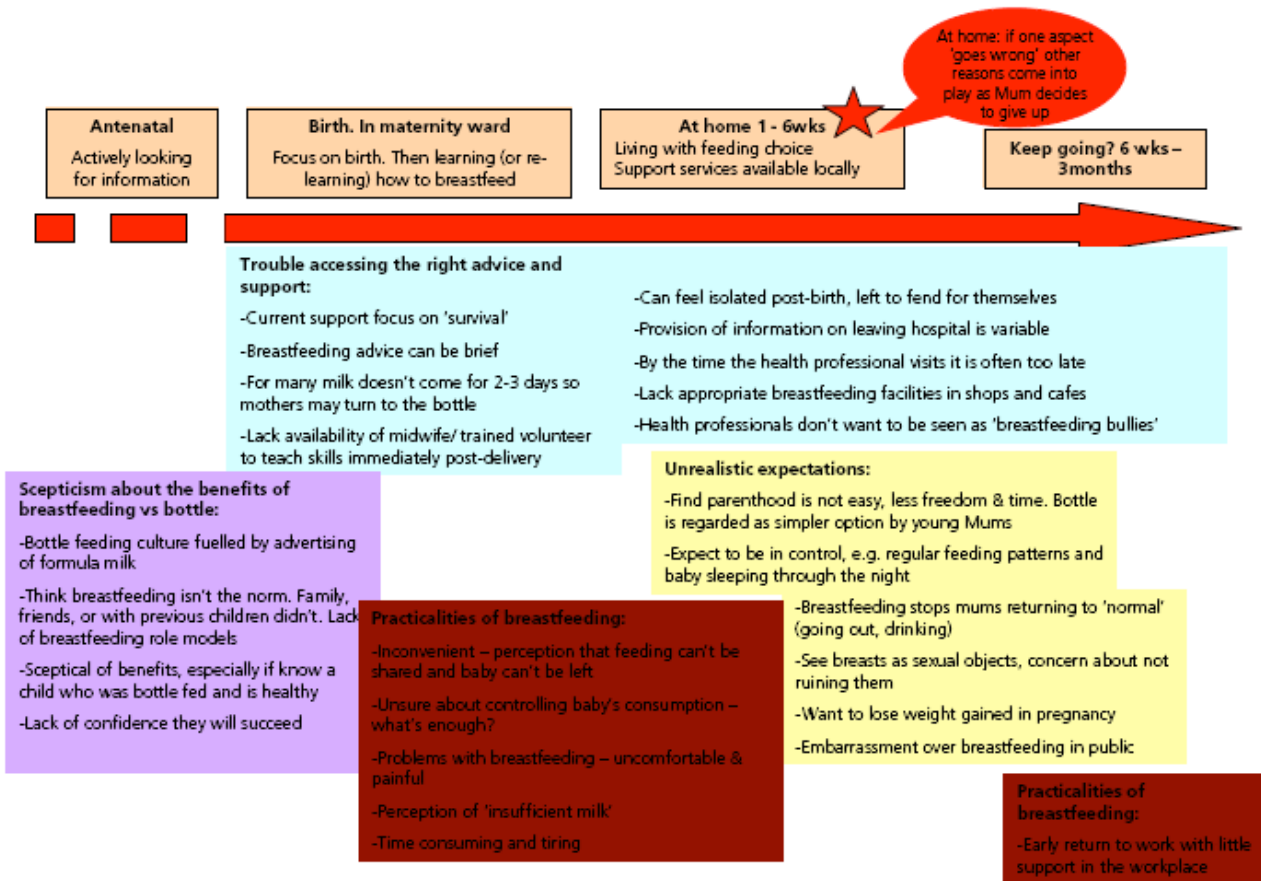 At home: if one aspect
'goes wrong' other
reasons come into
play as Mum decides
to give up
Antenatal
Actively looking
for information
Birth. In maternity ward
Focus on birth. Then learning (or re-
learning) how to breastfeed
At home 1 - 6wks
Living with feeding choice
Support services available locally
Keep going? 6 wks –
3months
Trouble accessing the right advice and
support:
-Current support focus on 'survival'
-Breastfeeding advice can be brief
-For many milk doesn't come for 2-3 days so
mothers may turn to the bottle
-Lack availability of midwife/ trained volunteer
to teach skills immediately post-delivery
-Can feel isolated post-birth, left to fend for themselves
-Provision of information on leaving hospital is variable
-By the time the health professional visits it is often too late
-Lack appropriate breastfeeding facilities in shops and cafes
-Health professionals don't want to be seen as 'breastfeeding bullies'
Scepticism about the benefits of
breastfeeding vs bottle:
-Bottle feeding culture fuelled by advertising
of formula milk
-Think breastfeeding isn't the norm. Family,
friends, or with previous children didn't. Lack
of breastfeeding role models
-Sceptical of benefits, especially if know a
child who was bottle fed and is healthy
-Lack of confidence they will succeed
Practicalities of breastfeeding:
-Inconvenient – perception that feeding can't be
shared and baby can't be left
-Unsure about controlling baby's consumption –
what's enough?
-Problems with breastfeeding – uncomfortable &
painful
-Perception of 'insufficient milk'
-Time consuming and tiring
Unrealistic expectations:
-Find parenthood is not easy, less freedom & time. Bottle
is regarded as simpler option by young Mums
-Expect to be in control, e.g. regular feeding patterns and
baby sleeping through the night
-Breastfeeding stops mums returning to 'normal'
(going out, drinking)
-See breasts as sexual objects, concern about not
ruining them
-Want to lose weight gained in pregnancy
-Embarrassment over breastfeeding in public
Practicalities of
breastfeeding:
-Early return to work with little
support in the workplace